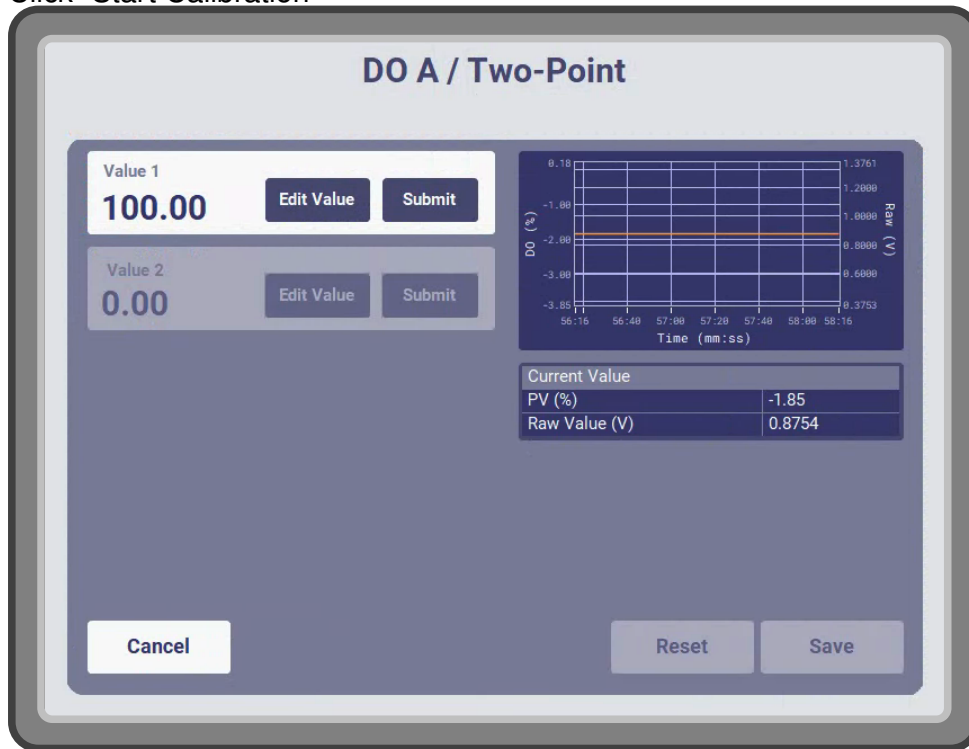 DO A / Two-Point
Value 1
100.00
Edit Value
Submit
Value 2
0.00
Edit Value
Submit
0.18
-1.00
-2.00
-3.00
-3.85
DO (%)
1.3761
1.2000
1.0000
0.8000
0.6000
0.3753
Raw (V)
56:16 56:40 57:00 57:20 57:40 58:00 58:16
Time (mm:ss)
Current Value
PV (%) -1.85
Raw Value (V) 0.8754
Cancel
Reset
Save